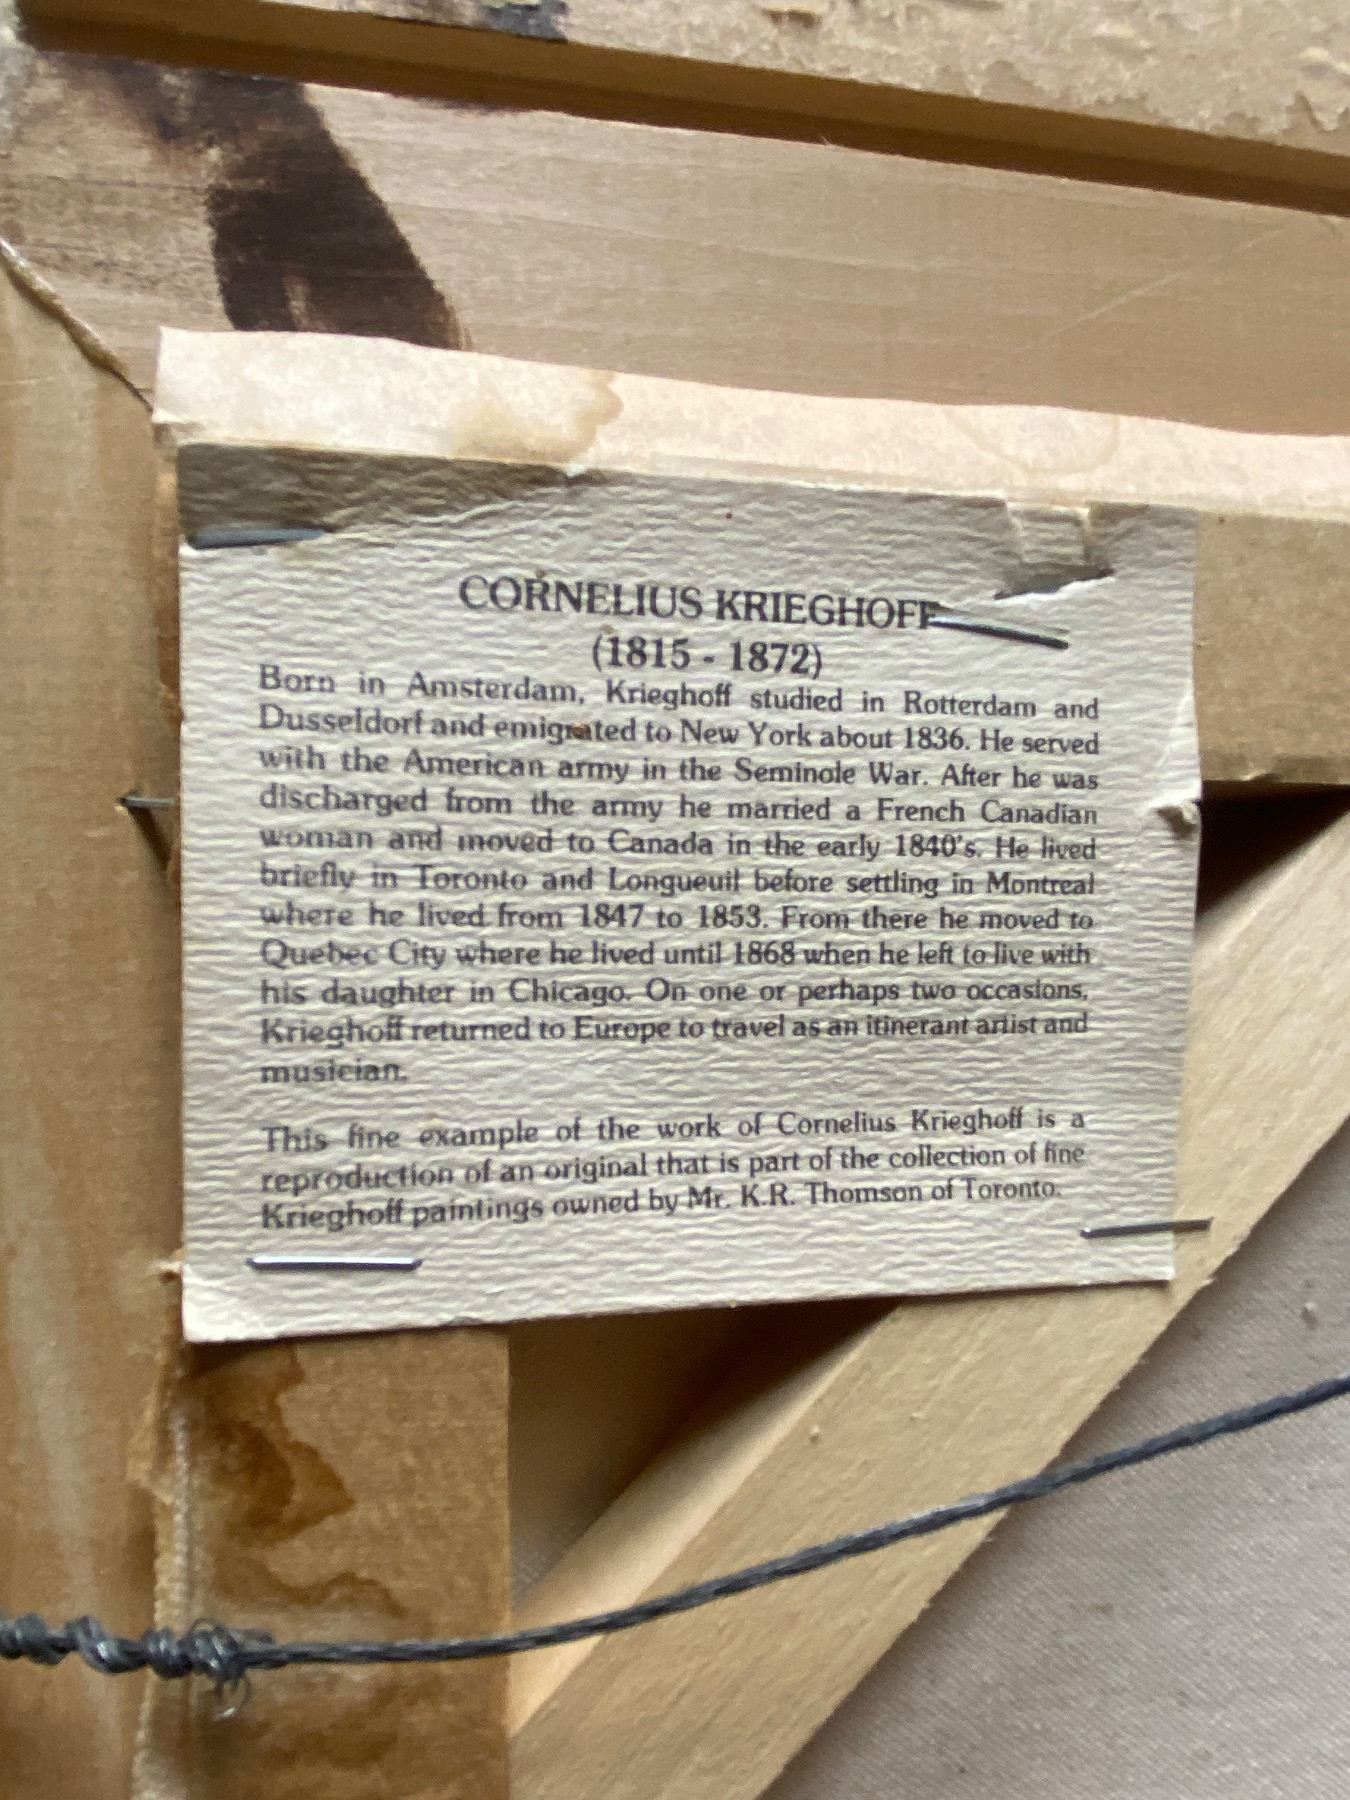 CORNELIUS KRIEGHOFF
(1815 - 1872)
Born in Amsterdam, Krieghoff studied in Rotterdam and
Dusseldorf and emigrated to New York about 1836. He served
with the American army in the Seminole War. After he was
discharged from the army he married a French Canadian
woman and moved to Canada in the early 1840's. He lived
briefly in Toronto and Longueuil before settling in Montreal
where he lived from 1847 to 1853. From there he moved to
Quebec City where he lived until 1868 when he left to live with
his daughter in Chicago. On one or perhaps two occasions,
Krieghoff returned to Europe to travel as an itinerant artist and
musician.
This fine example of the work of Cornelius Krieghoff is a
reproduction of an original that is part of the collection of fine
Krieghoff paintings owned by Mr. K.R. Thomson of Toronto.